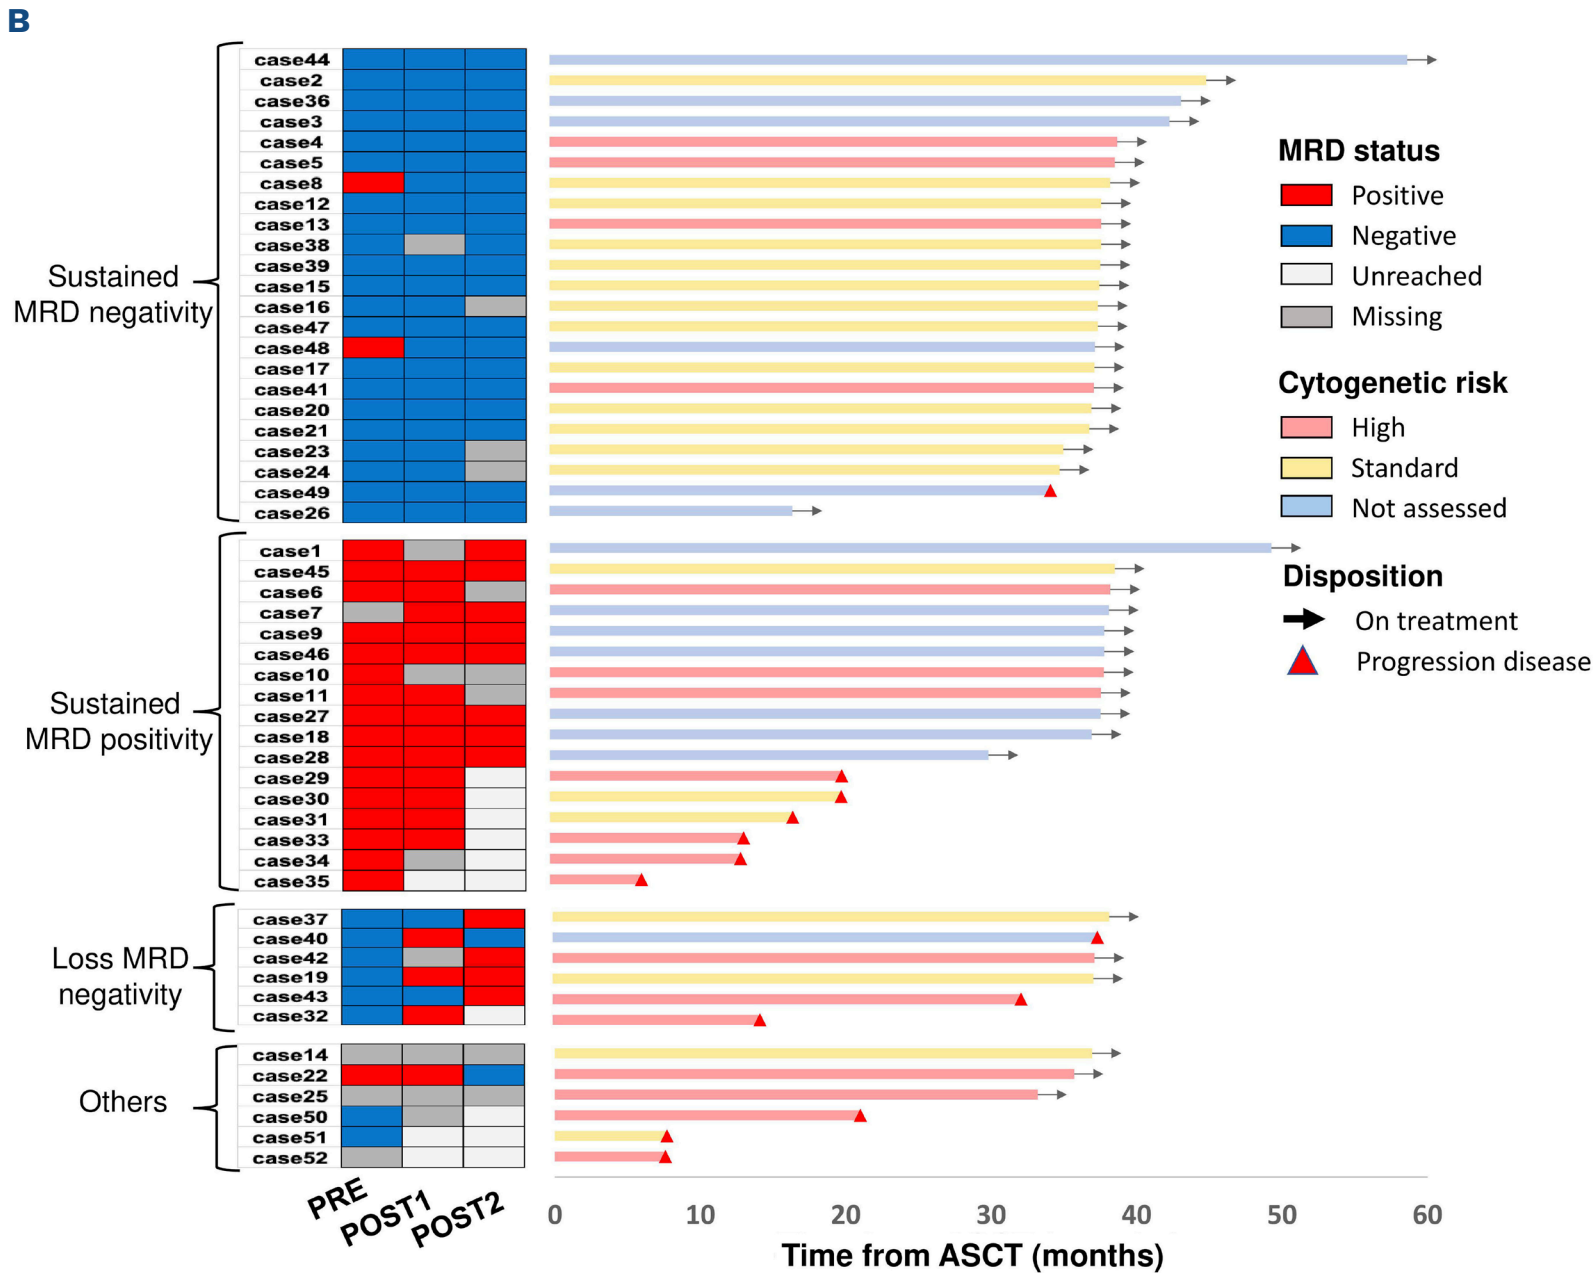 B
Sustained
MRD negativity
case44
case2
case36
case3
case4
case5
case8
case12
case13
case38
case39
case15
case16
case47
case48
case17
case41
case20
case21
case23
case24
case49
case26
Sustained
MRD positivity
case1
case45
case6
case7
case9
case46
case10
case11
case27
case18
case28
case29
case30
case31
case33
case34
case35
Loss MRD
negativity
case37
case40
case42
case19
case43
case32
Others
case14
case22
case25
case50
case51
case52
PRE
POST1
POST2
0 10 20 30 40 50 60
Time from ASCT (months)
MRD status
Positive
Negative
Unreached
Missing
Cytogenetic risk
High
Standard
Not assessed
Disposition
On treatment
Progression disease